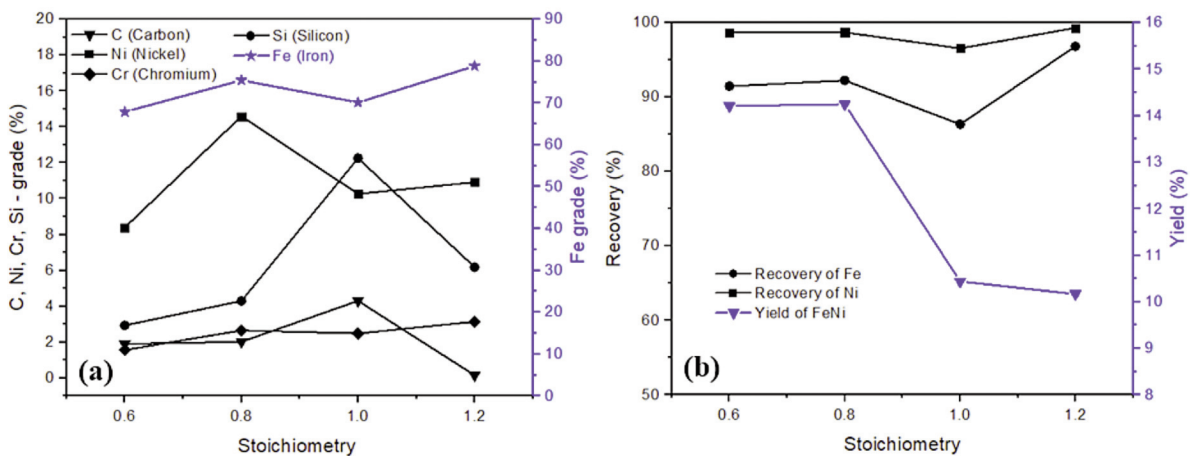 C, Ni, Cr, Si - grade (%)
20
18
16
14
12
10
8
6
4
2
0
C (Carbon)
Ni (Nickel)
Cr (Chromium)
Si (Silicon)
Fe (Iron)
(a)
90
80
70
60
50
40
30
20
10
0
Fe grade (%)
0.6 0.8 1.0 1.2
Stoichiometry
Recovery (%)
100
90
80
70
60
50
Recovery of Fe
Recovery of Ni
Yield of FeNi
(b)
16
15
14
13
12
11
10
9
8
Yield (%)
0.6 0.8 1.0 1.2
Stoichiometry